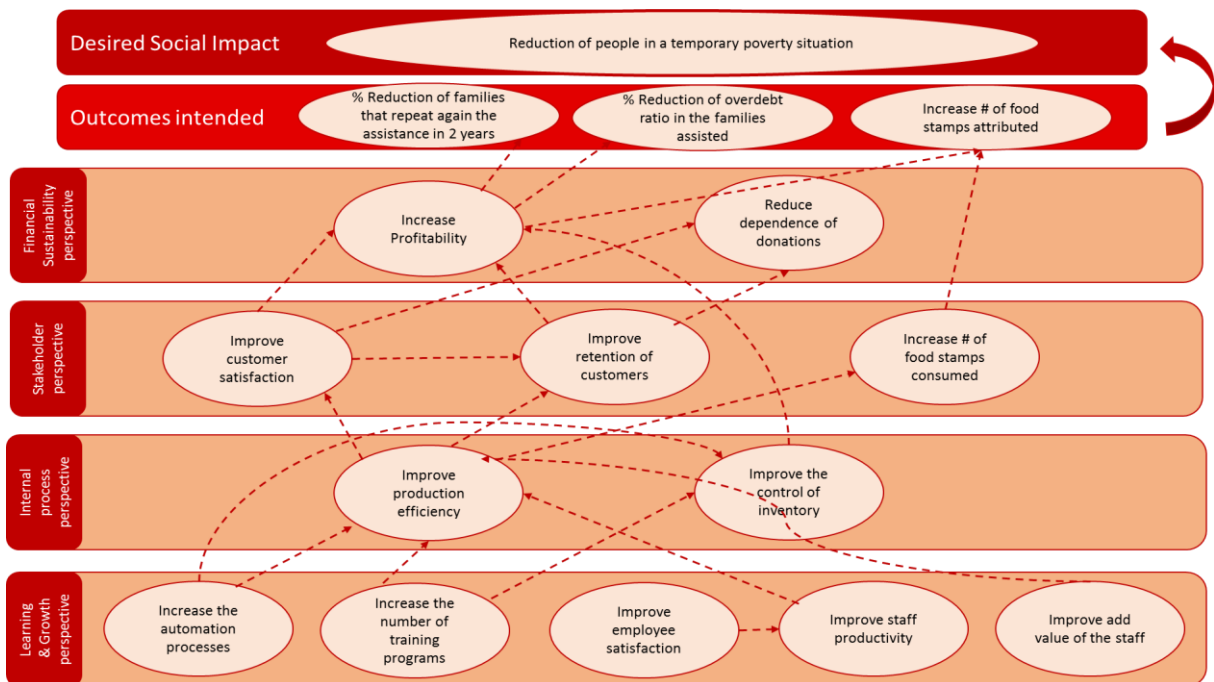 Desired Social Impact
Reduction of people in a temporary poverty situation
Outcomes intended
% Reduction of families
that repeat again the
assistance in 2 years
% Reduction of overdebt
ratio in the families
assisted
Increase # of food
stamps attributed
Financial
Sustainability
perspective
Increase
Profitability
Reduce
dependence of
donations
Stakeholder
perspective
Improve
customer
satisfaction
Improve
retention of
customers
Increase # of
food stamps
consumed
Internal
process
perspective
Improve
production
efficiency
Improve the
control of
inventory
Learning
& Growth
perspective
Increase the
automation
processes
Increase the
number of
training
programs
Improve
employee
satisfaction
Improve staff
productivity
Improve add
value of the staff